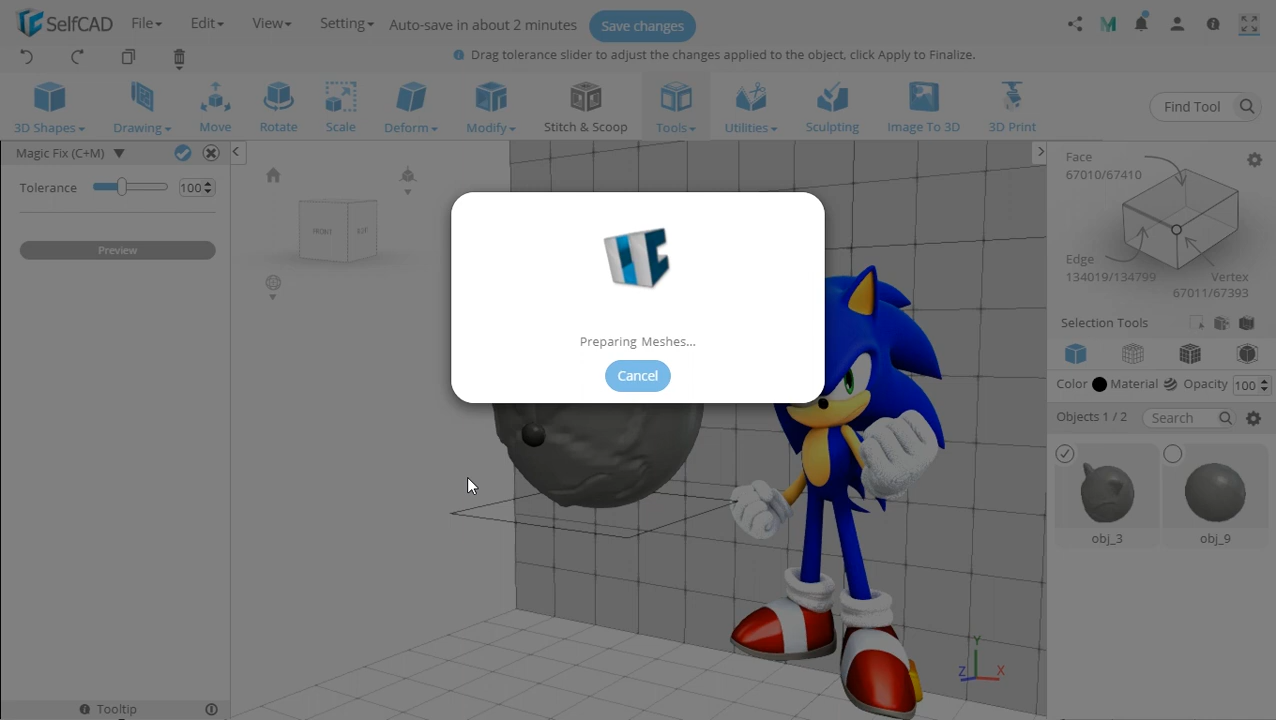 SelfCAD File Edit View Setting Auto-save in about 2 minutes Save changes
Drag tolerance slider to adjust the changes applied to the object, click Apply to Finalize.
3D Shapes Drawing Move Rotate Scale Deform Modify Stitch & Scoop Tools Utilities Sculpting Image To 3D 3D Print Find Tool
Magic Fix (C+M)
Tolerance 100
Preview
FRONT
Preparing Meshes...
Cancel
Face
67010/67410
Edge
134019/134799
Vertex
67011/67393
Selection Tools
Color Material Opacity 100
Objects 1 / 2 Search
obj_3 obj_9
Y
Z X
Tooltip